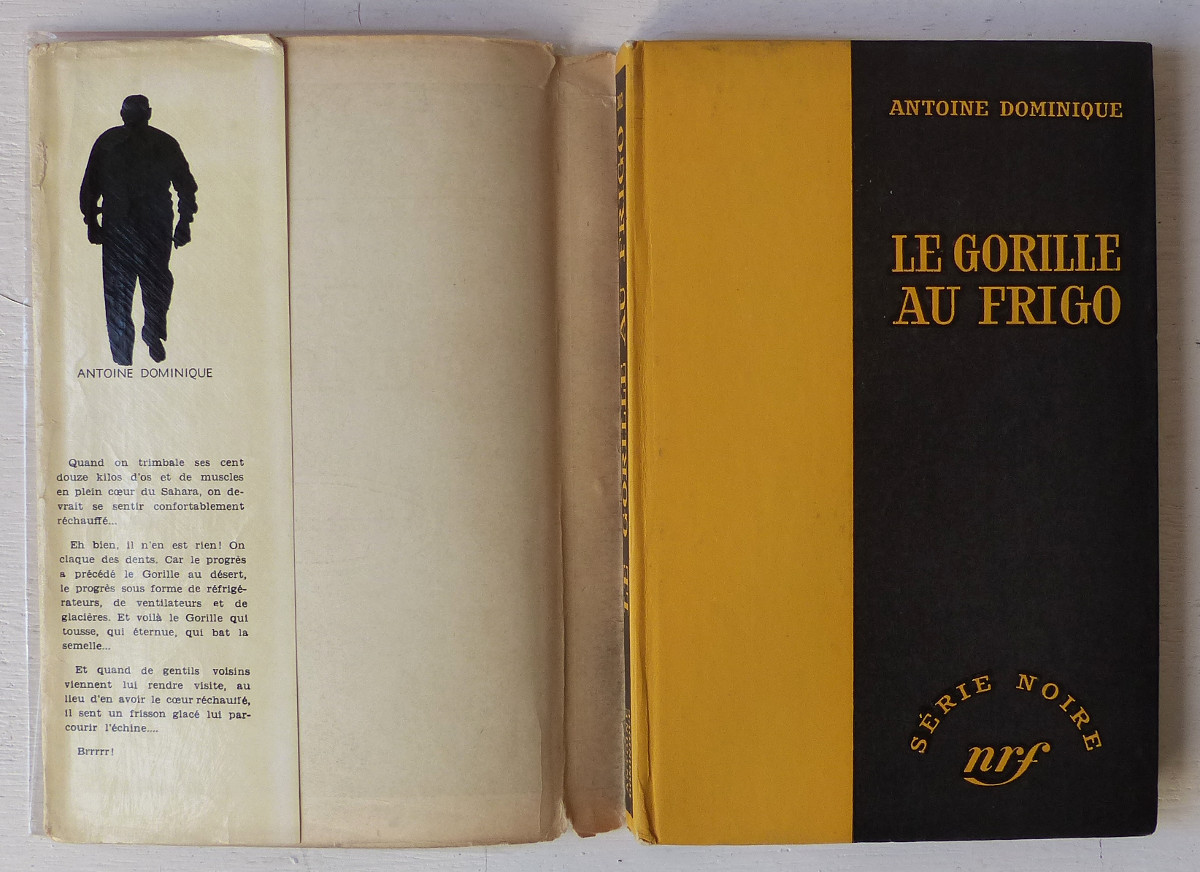 ANTOINE DOMINIQUE
Quand on trimbale ses cent
douze kilos d'os et de muscles
en plein cœur du Sahara, on de-
vrait se sentir confortablement
réchauffé...
Eh bien, il n'en est rien! On
claque des dents. Car le progrès
a précédé le Gorille au désert,
le progrès sous forme de réfrigé-
rateurs, de ventilateurs et de
glacières. Et voilà le Gorille qui
tousse, qui éternue, qui bat la
semelle...
Et quand de gentils voisins
viennent lui rendre visite, au
lieu d'en avoir le cœur réchauffé,
il sent un frisson glacé lui par-
courir l'échine....
Brrrrr!
LE GORILLE AU FRIGO
ANTOINE DOMINIQUE
LE GORILLE
AU FRIGO
SÉRIE NOIRE
nrf